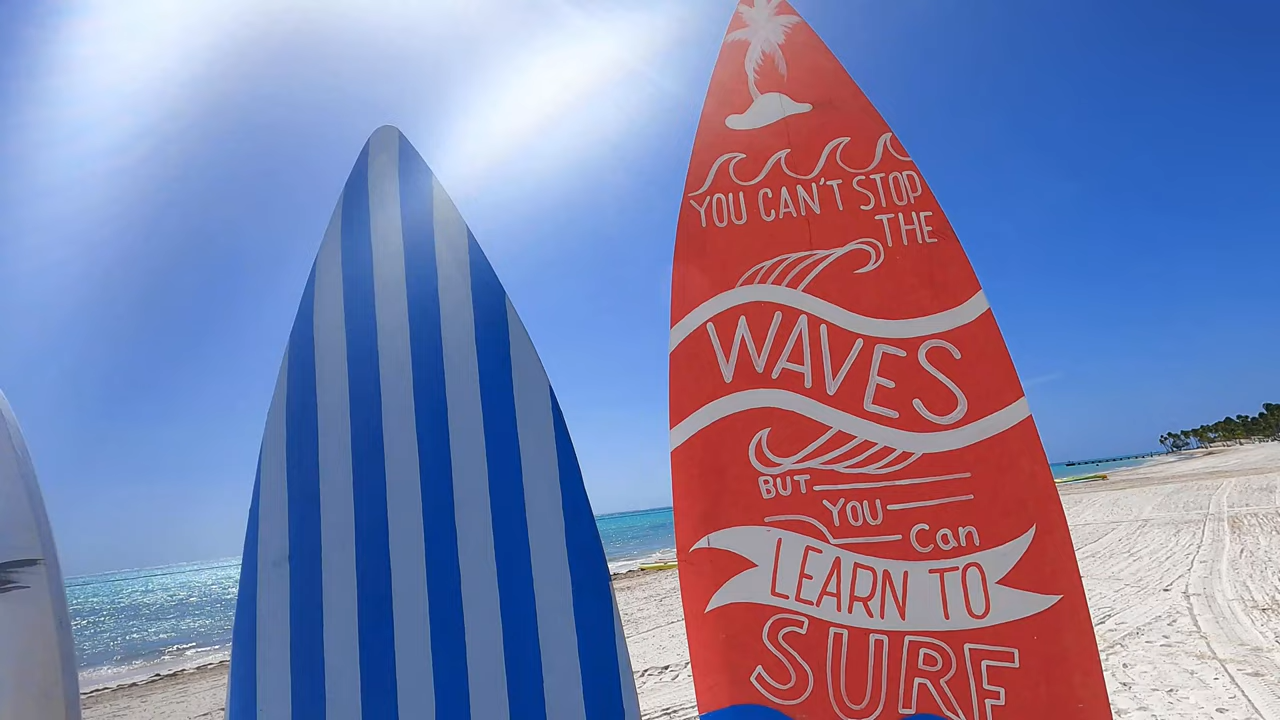 YOU CAN'T STOP
THE
WAVES
BUT
YOU
Can
LEARN TO
SURF